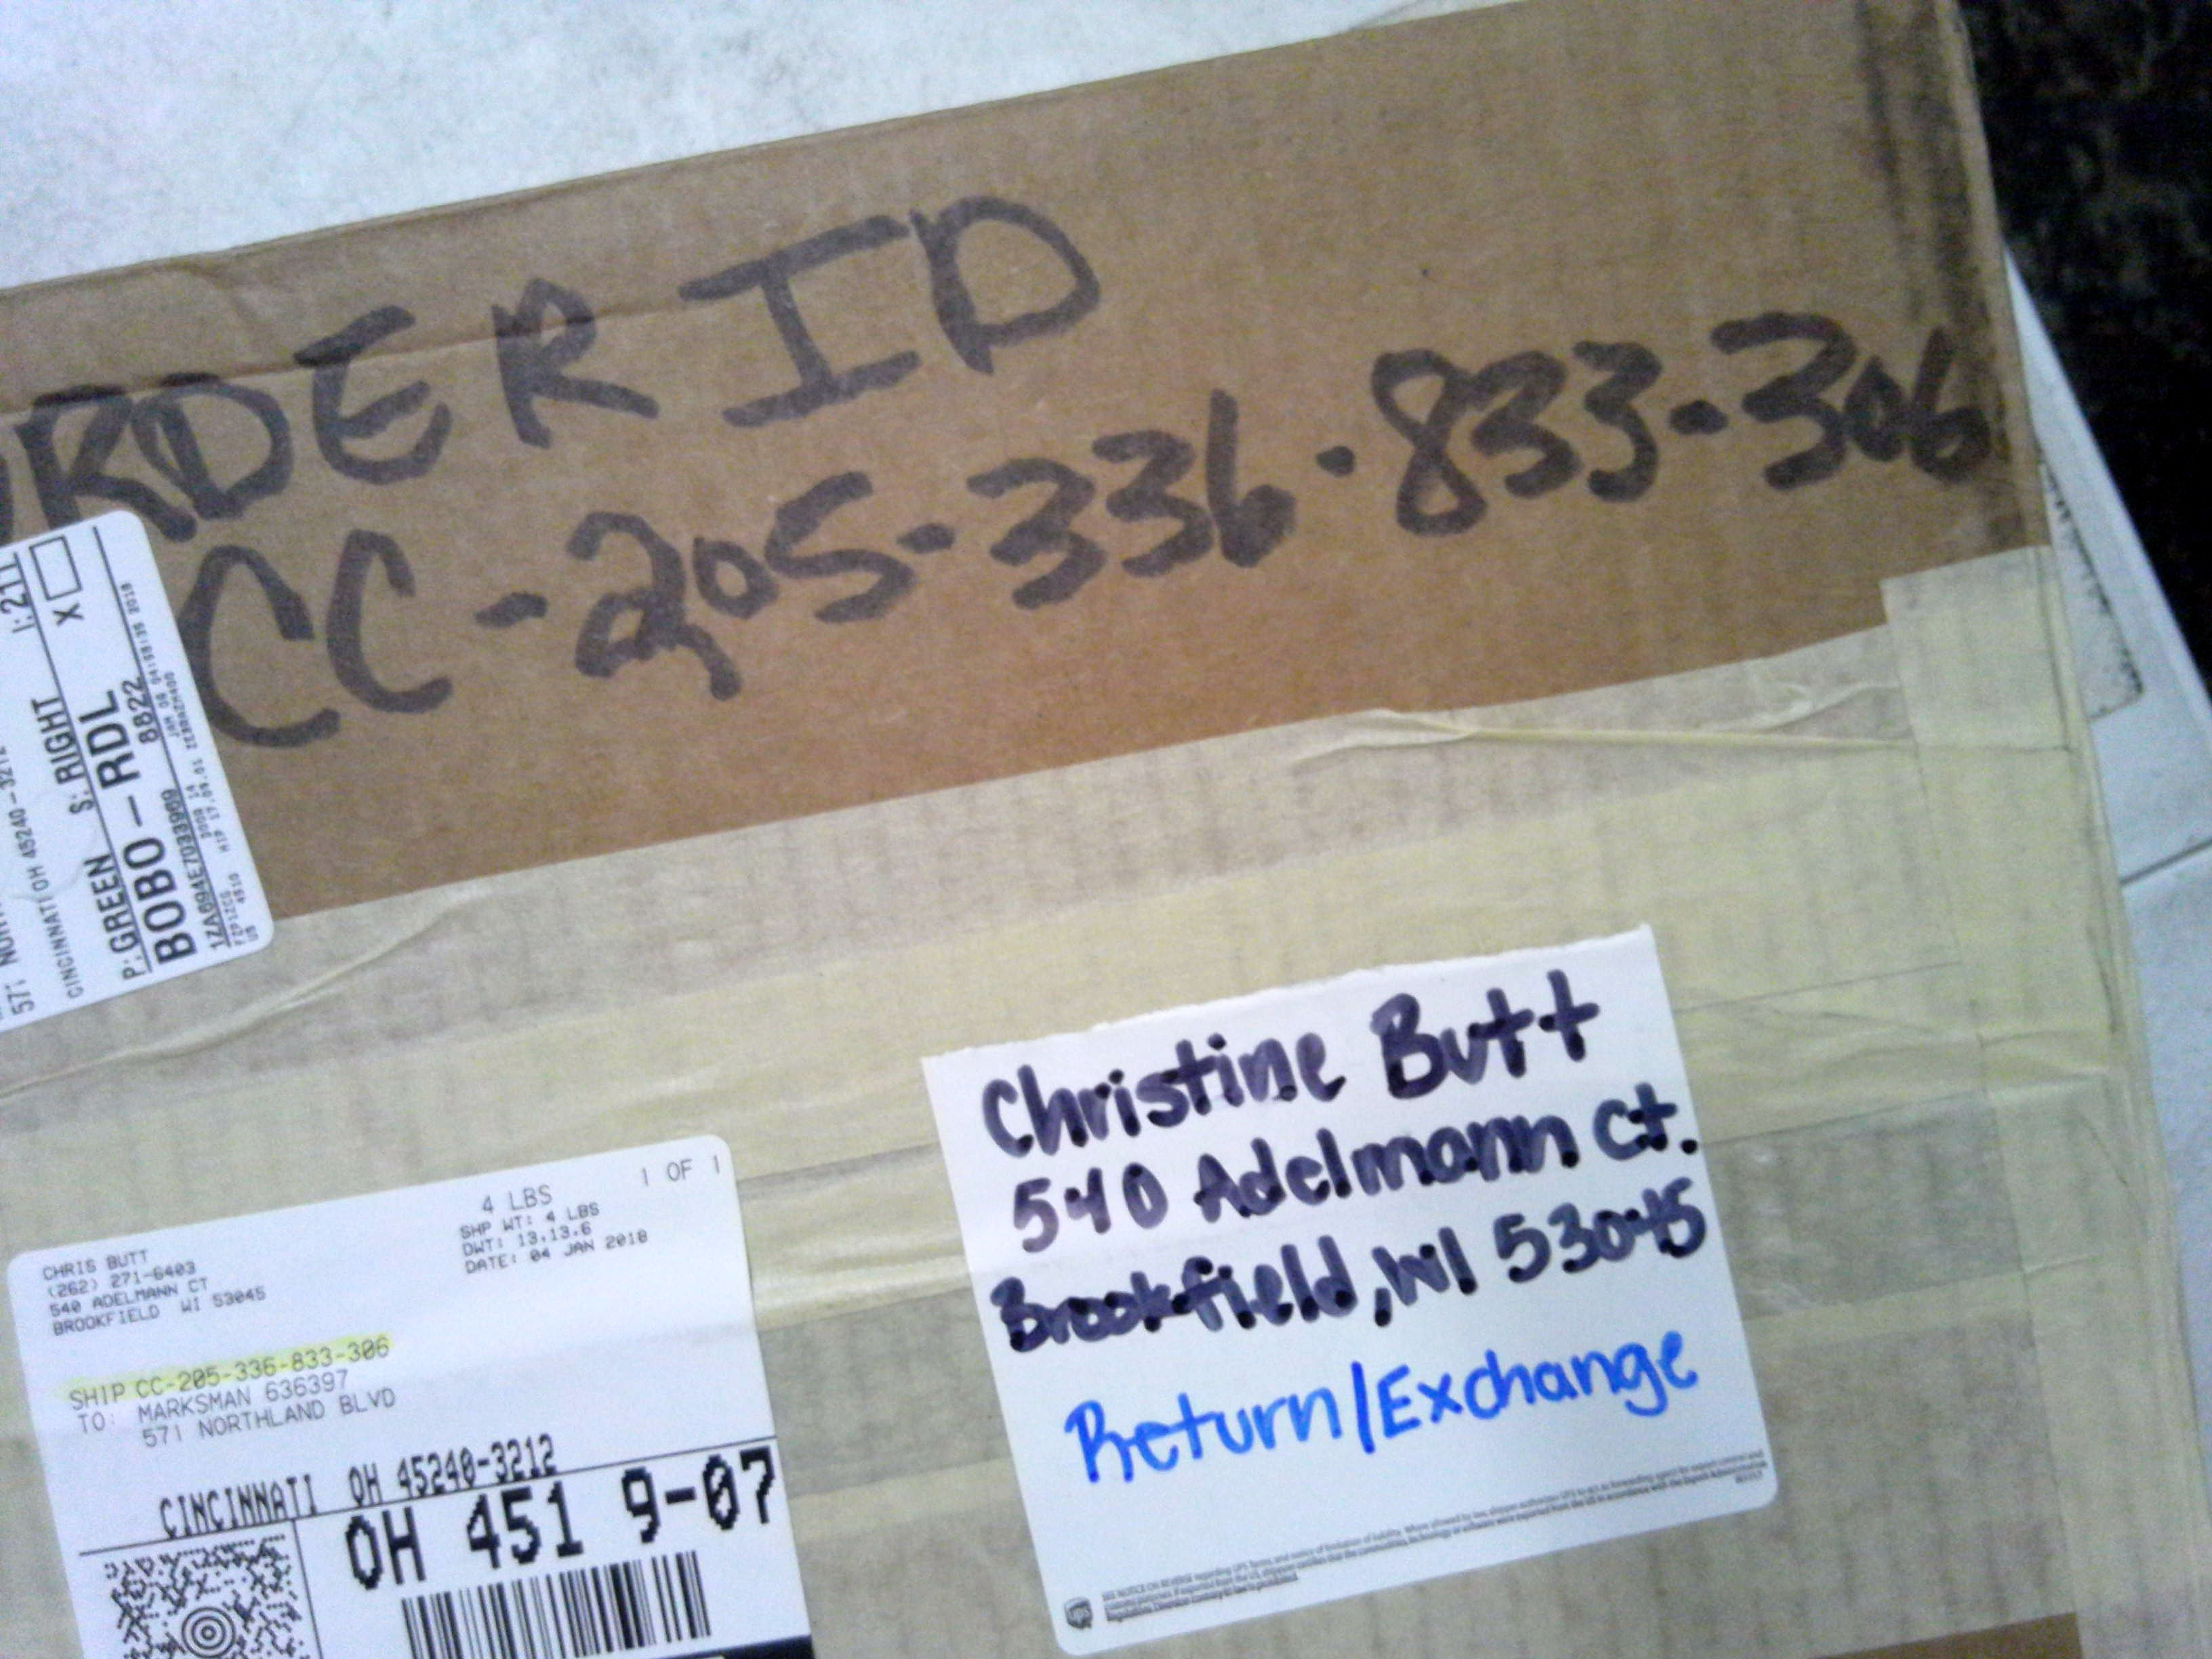 ORDER ID
CC-205-336-833-306
1:211
X
CINCINNATI OH 45240-3212
P: GREEN S: RIGHT
BOBO - RDL
8822
US
Christine Butt
540 Adelmann Ct.
Brookfield, WI 53045
Return/Exchange
4 LBS
1 OF 1
SHP WT: 4 LBS
DWT: 13,13,6
DATE: 04 JAN 2018
CHRIS BUTT
(262) 271-6403
540 ADELMANN CT
BROOKFIELD WI 53045
SHIP CC-205-336-833-306
TO: MARKSMAN 636397
571 NORTHLAND BLVD
CINCINNATI OH 45240-3212
OH 451 9-07
ups